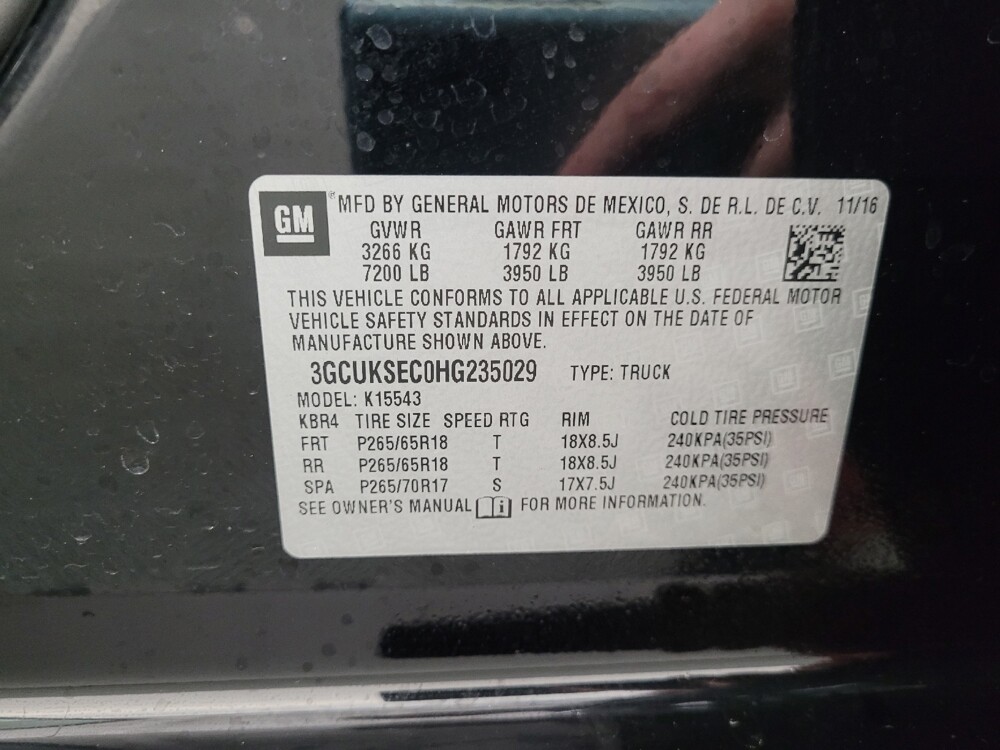 GM ® MFD BY GENERAL MOTORS DE MEXICO, S. DE R.L. DE C.V. 11/16
GVWR GAWR FRT GAWR RR
3266 KG 1792 KG 1792 KG
7200 LB 3950 LB 3950 LB
THIS VEHICLE CONFORMS TO ALL APPLICABLE U.S. FEDERAL MOTOR
VEHICLE SAFETY STANDARDS IN EFFECT ON THE DATE OF
MANUFACTURE SHOWN ABOVE.
3GCUKSEC0HG235029 TYPE: TRUCK
MODEL: K15543
KBR4 TIRE SIZE SPEED RTG RIM COLD TIRE PRESSURE
FRT P265/65R18 T 18X8.5J 240KPA(35PSI)
RR P265/65R18 T 18X8.5J 240KPA(35PSI)
SPA P265/70R17 S 17X7.5J 240KPA(35PSI)
SEE OWNER'S MANUAL i FOR MORE INFORMATION.